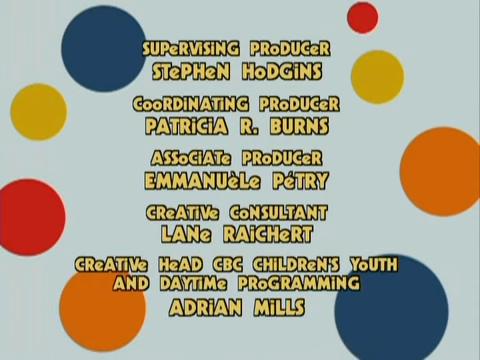 SUPeRViSiNG PRoDUCeR
STePHeN HoDGiNS
CooRDiNATiNG PRoDUCeR
PATRiCiA R. BURNS
ASSoCiATe PRoDUCeR
EMMANUèLe PéTRY
CReATiVe CoNSULTANT
LANe RAiCHeRT
CReATiVe HeAD CBC CHiLDReN'S YoUTH
AND DAYTiMe PRoGRAMMiNG
ADRiAN MiLLS